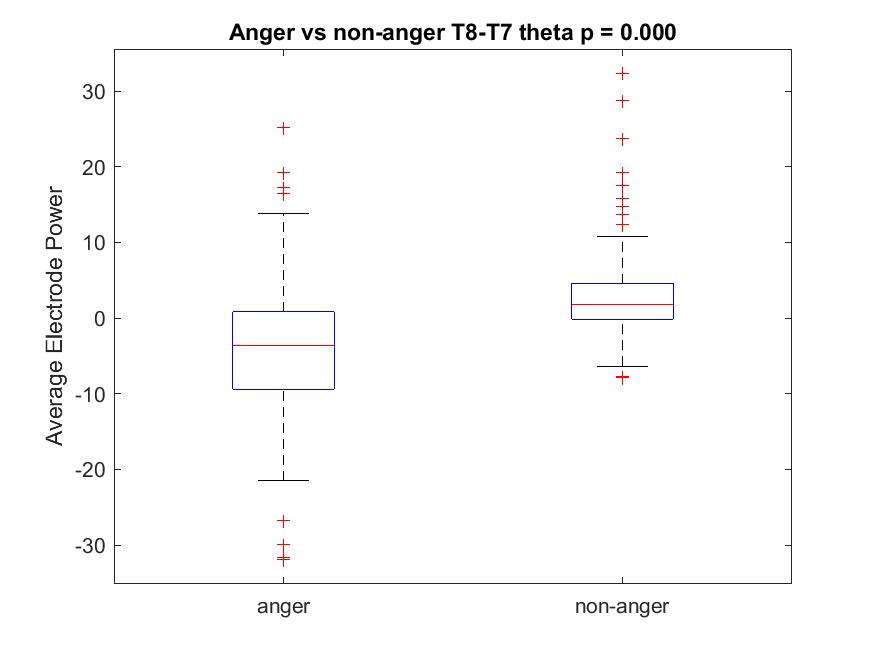 Anger vs non-anger T8-T7 theta p = 0.000
Average Electrode Power
30
20
10
0
-10
-20
-30
anger
non-anger